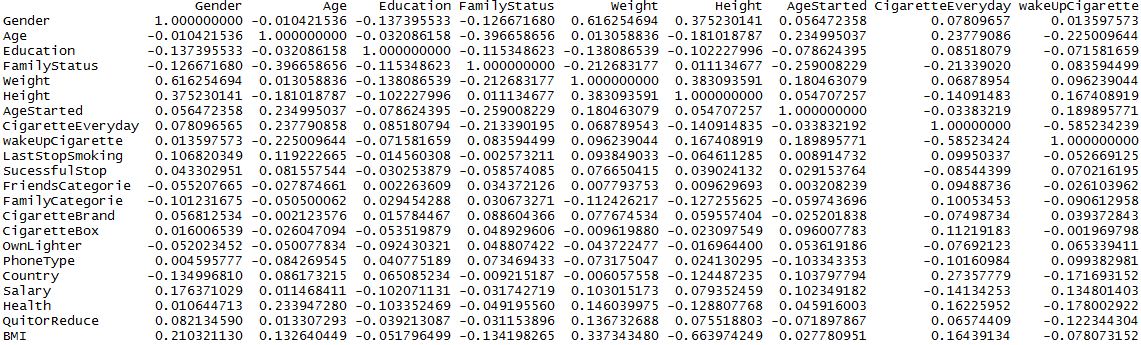 Gender Age Education FamilyStatus Weight Height AgeStarted CigaretteEveryday wakeUpCigarette
Gender 1.000000000 -0.010421536 -0.137395533 -0.126671680 0.616254694 0.375230141 0.056472358 0.07809657 0.013597573
Age -0.010421536 1.000000000 -0.032086158 -0.396658656 0.013058836 -0.181018787 0.234995037 0.23779086 -0.225009644
Education -0.137395533 -0.032086158 1.000000000 -0.115348623 -0.138086539 -0.102227996 -0.078624395 0.08518079 -0.071581659
FamilyStatus -0.126671680 -0.396658656 -0.115348623 1.000000000 -0.212683177 0.011134677 -0.259008229 -0.21339020 0.083594499
Weight 0.616254694 0.013058836 -0.138086539 -0.212683177 1.000000000 0.383093591 0.180463079 0.06878954 0.096239044
Height 0.375230141 -0.181018787 -0.102227996 0.011134677 0.383093591 1.000000000 0.054707257 -0.14091483 0.167408919
AgeStarted 0.056472358 0.234995037 -0.078624395 -0.259008229 0.180463079 0.054707257 1.000000000 -0.03383219 0.189895771
CigaretteEveryday 0.078096565 0.237790858 0.085180794 -0.213390195 0.068789543 -0.140914835 -0.033832192 1.00000000 -0.585234239
wakeUpCigarette 0.013597573 -0.225009644 -0.071581659 0.083594499 0.096239044 0.167408919 0.189895771 -0.58523424 1.000000000
LastStopSmoking 0.106820349 0.119222665 -0.014560308 -0.002573211 0.093849033 -0.064611285 0.008914732 0.09950337 -0.052669125
SucessfulStop 0.043302951 0.081557544 -0.030253879 -0.058574085 0.076650415 0.039024132 0.029153764 -0.08544399 0.070216195
FriendsCategorie -0.055207665 -0.027874661 0.002263609 0.034372126 0.007793753 0.009629693 0.003208239 0.09488736 -0.026103962
FamilyCategorie -0.101231675 -0.050500062 0.029454288 0.030673271 -0.112426217 -0.127255625 -0.059743696 0.10053453 -0.090612958
CigaretteBrand 0.056812534 -0.002123576 0.015784467 0.088604366 0.077674534 0.059557404 -0.025201838 -0.07498734 0.039372843
CigaretteBox 0.016006539 -0.026047094 -0.053519879 0.048929606 -0.009619880 -0.023097549 0.096007783 0.11219183 -0.001969798
OwnLighter -0.052023452 -0.050077834 -0.092430321 0.048807422 -0.043722477 -0.016964400 0.053619186 -0.07692123 0.065339411
PhoneType 0.004595777 -0.084269545 0.040775189 0.073469433 -0.073175047 0.024130295 -0.103343353 -0.10160984 0.099382981
Country -0.134996810 0.086173215 0.065085234 -0.009215187 -0.006057558 -0.124487235 0.103797794 0.27357779 -0.171693152
Salary 0.176371029 0.011468411 -0.102071131 -0.031742719 0.103015173 0.079352459 0.102349182 -0.14134253 0.134801403
Health 0.010644713 0.233947280 -0.103352469 -0.049195560 0.146039975 -0.128807768 0.045916003 0.16225952 -0.178002922
QuitOrReduce 0.082134590 0.013307293 -0.039213087 -0.031153896 0.136732688 0.075518803 -0.071897867 0.06574409 -0.122344304
BMI 0.210321130 0.132640449 -0.051796499 -0.134198265 0.337343480 -0.663974249 0.027780951 0.16439134 -0.078073152